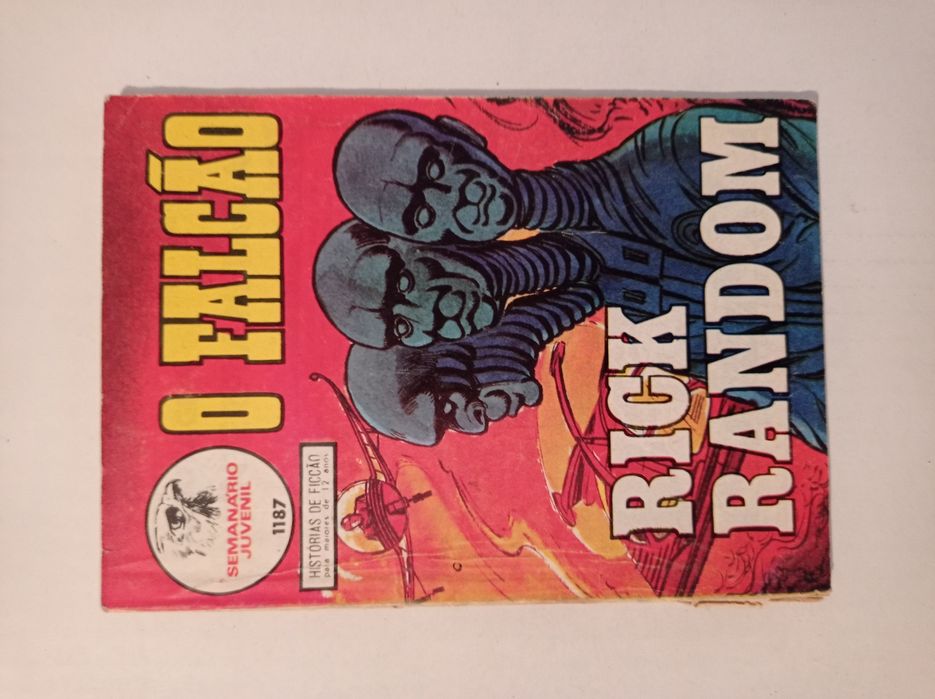 O FALCÃO
SEMANÁRIO
JUVENIL
1187
HISTÓRIAS DE FICÇÃO
para maiores de 12 anos
RICK
RANDOM